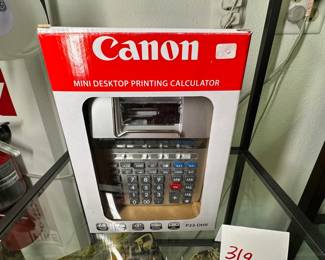 Canon
MINI DESKTOP PRINTING CALCULATOR
P23-DHV
319